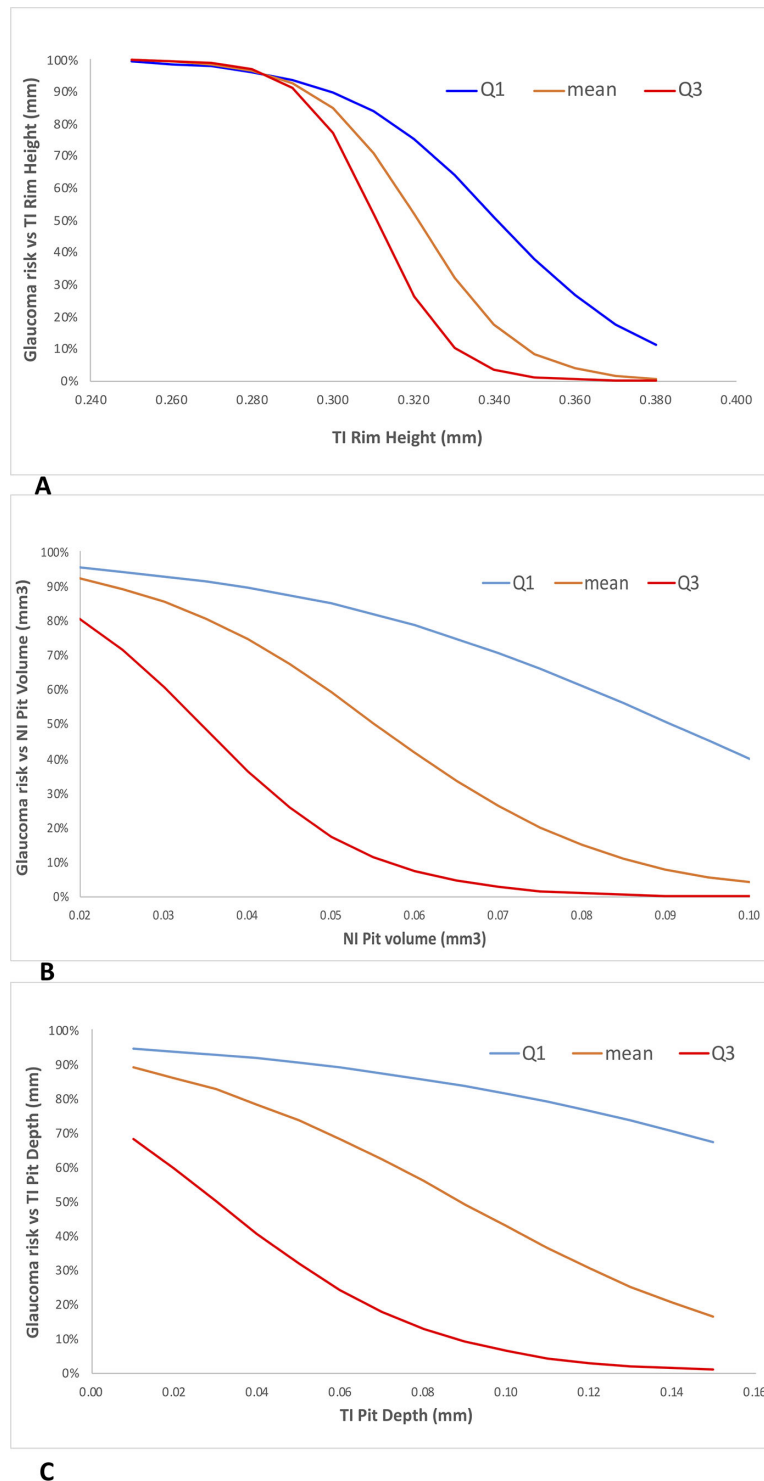 Glaucoma risk vs TI Rim Height (mm)
100%
90%
80%
70%
60%
50%
40%
30%
20%
10%
0%
Q1 mean Q3
0.240 0.260 0.280 0.300 0.320 0.340 0.360 0.380 0.400
TI Rim Height (mm)
A
Glaucoma risk vs NI Pit Volume (mm3)
100%
90%
80%
70%
60%
50%
40%
30%
20%
10%
0%
Q1 mean Q3
0.02 0.03 0.04 0.05 0.06 0.07 0.08 0.09 0.10
NI Pit volume (mm3)
B
Glaucoma risk vs TI Pit Depth (mm)
100%
90%
80%
70%
60%
50%
40%
30%
20%
10%
0%
Q1 mean Q3
0.00 0.02 0.04 0.06 0.08 0.10 0.12 0.14 0.16
TI Pit Depth (mm)
C